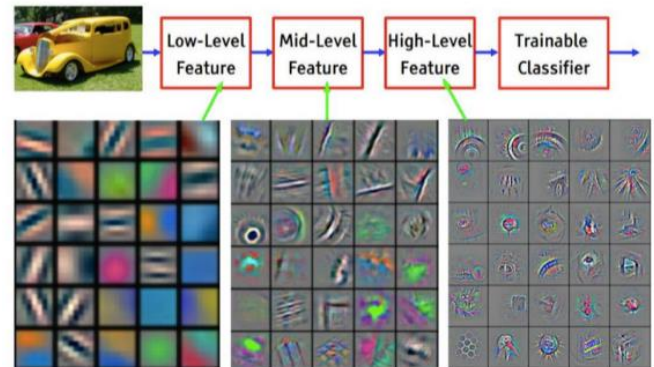 Low-Level
Feature
Mid-Level
Feature
High-Level
Feature
Trainable
Classifier